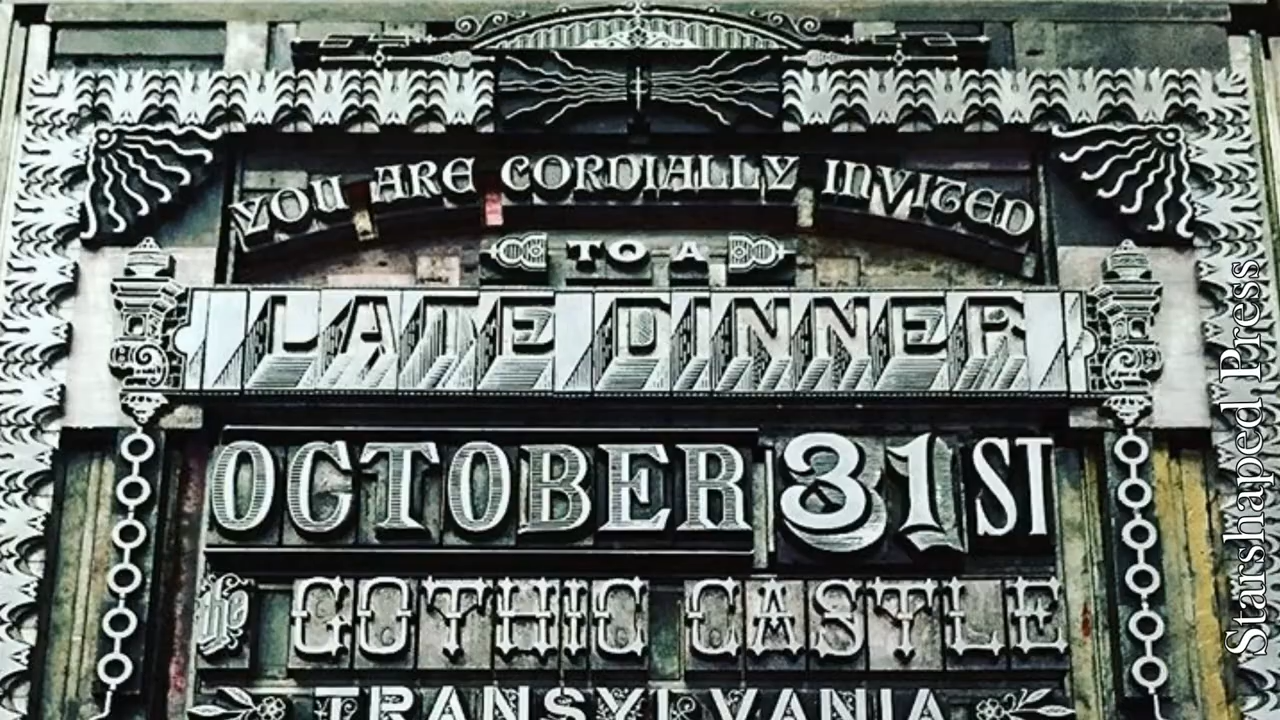 YOU ARE CORDIALLY INVITED
TO A
LATE DINNER
OCTOBER 31ST
the GOTHIC CASTLE
TRANSYLVANIA
Starshaped Press